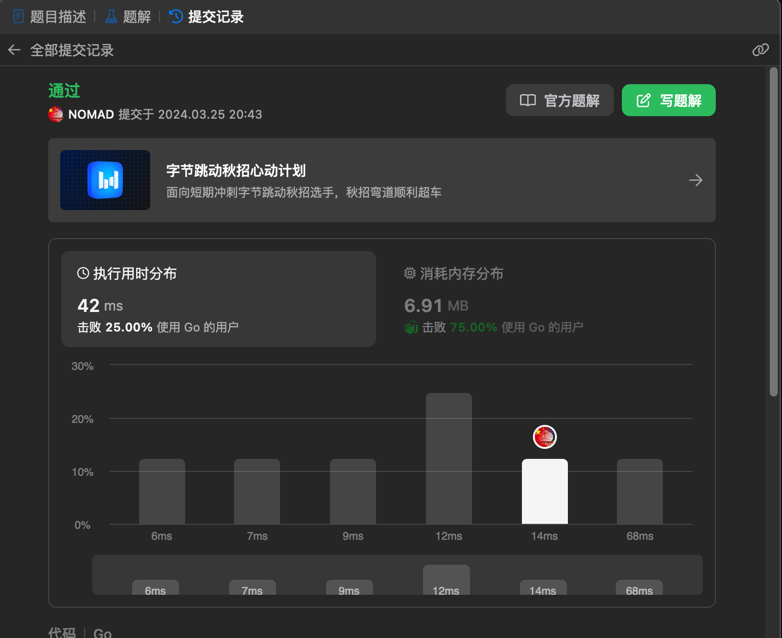 题目描述 | 题解 | 提交记录
全部提交记录
通过
NOMAD 提交于 2024.03.25 20:43
官方题解
写题解
字节跳动秋招心动计划
面向短期冲刺字节跳动秋招选手，秋招弯道顺利超车
执行用时分布
42 ms
击败 25.00% 使用 Go 的用户
消耗内存分布
6.91 MB
击败 75.00% 使用 Go 的用户
30%
20%
10%
0%
6ms 7ms 9ms 12ms 14ms 68ms
6ms 7ms 9ms 12ms 14ms 68ms
代码 | Go